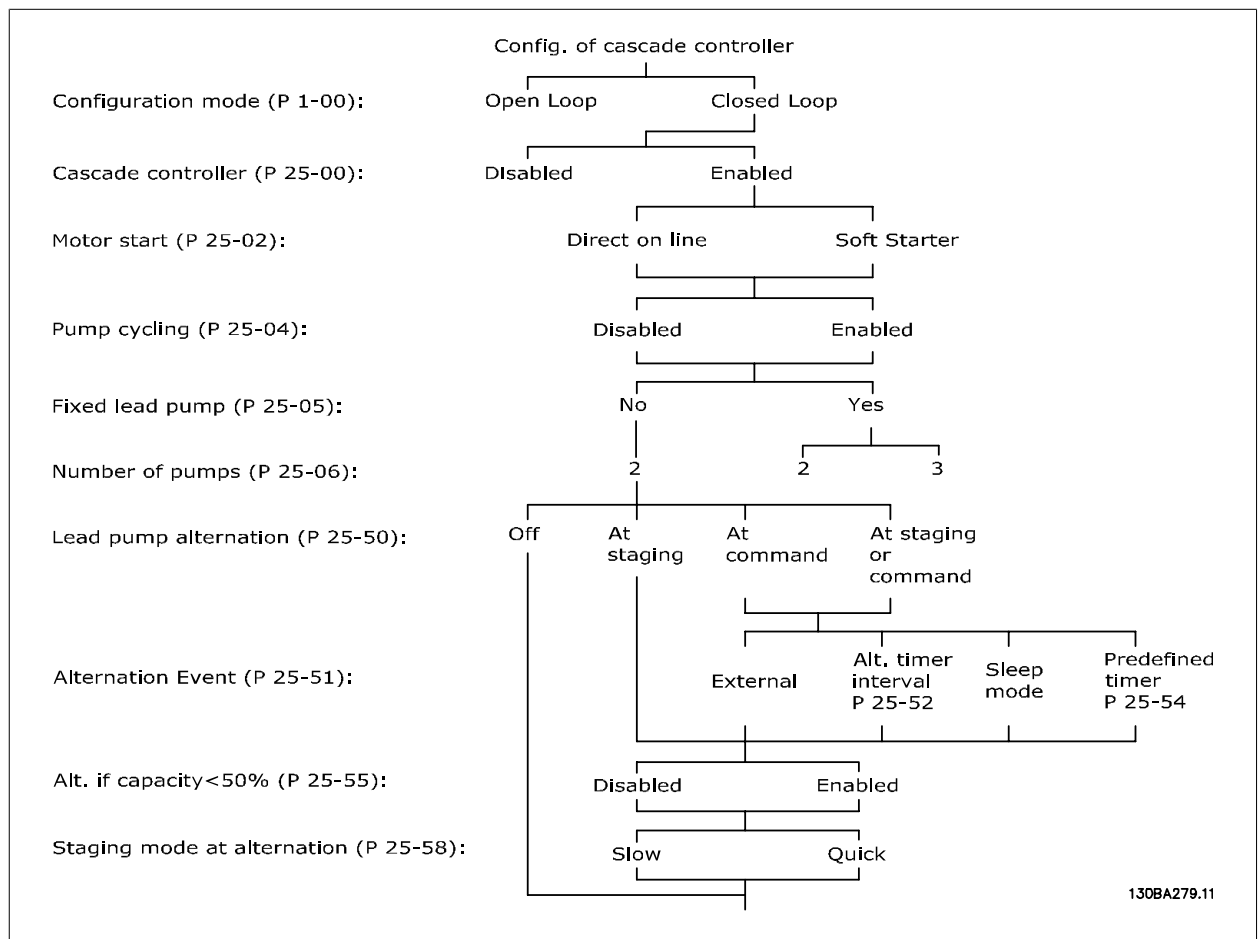 Config. of cascade controller
Configuration mode (P 1-00): Open Loop Closed Loop
Cascade controller (P 25-00): DIsabled Enabled
Motor start (P 25-02): Direct on line Soft Starter
Pump cycling (P 25-04): Disabled Enabled
Fixed lead pump (P 25-05): No Yes
Number of pumps (P 25-06): 2 2 3
Lead pump alternation (P 25-50): Off At staging At command At staging or command
Alternation Event (P 25-51): External Alt. timer interval P 25-52 Sleep mode Predefined timer P 25-54
Alt. if capacity<50% (P 25-55): Disabled Enabled
Staging mode at alternation (P 25-58): Slow Quick
130BA279.11